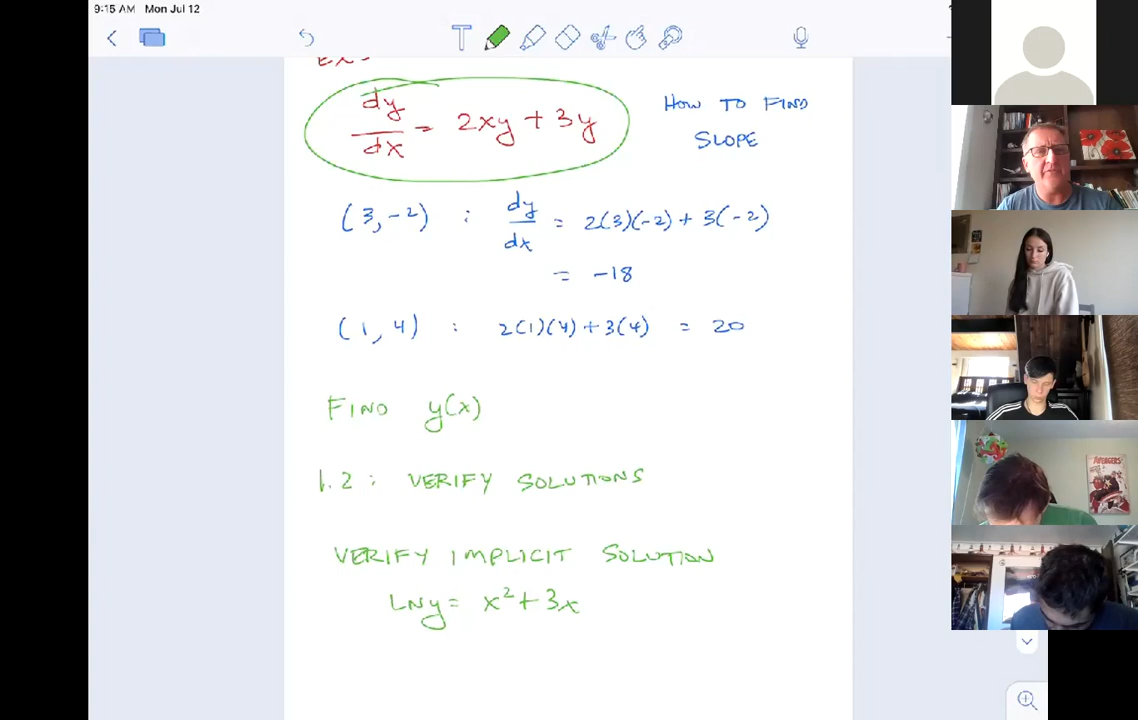 9:15 AM Mon Jul 12
Ex:
dy/dx = 2xy + 3y
HOW TO FIND
SLOPE
(3, -2) : dy/dx = 2(3)(-2) + 3(-2)
= -18
(1, 4) : 2(1)(4) + 3(4) = 20
FIND y(x)
1.2 : VERIFY SOLUTIONS
VERIFY IMPLICIT SOLUTION
LNy = x² + 3x
AVENGERS